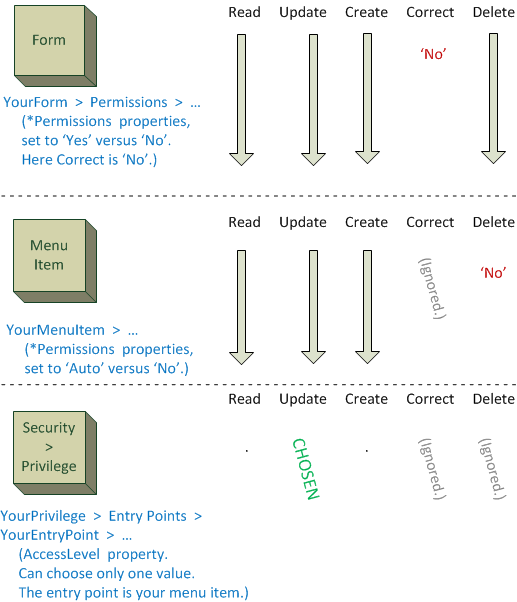 Read Update Create Correct Delete
Form
‘No’
YourForm > Permissions > ...
(*Permissions properties,
set to ‘Yes’ versus ‘No’.
Here Correct is ‘No’.)
Read Update Create Correct Delete
Menu
Item
(Ignored.)
‘No’
YourMenuItem > ...
(*Permissions properties,
set to ‘Auto’ versus ‘No’.)
Read Update Create Correct Delete
Security
>
Privilege
. CHOSEN . (Ignored.) (Ignored.)
YourPrivilege > Entry Points >
YourEntryPoint > ...
(AccessLevel property.
Can choose only one value.
The entry point is your menu item.)